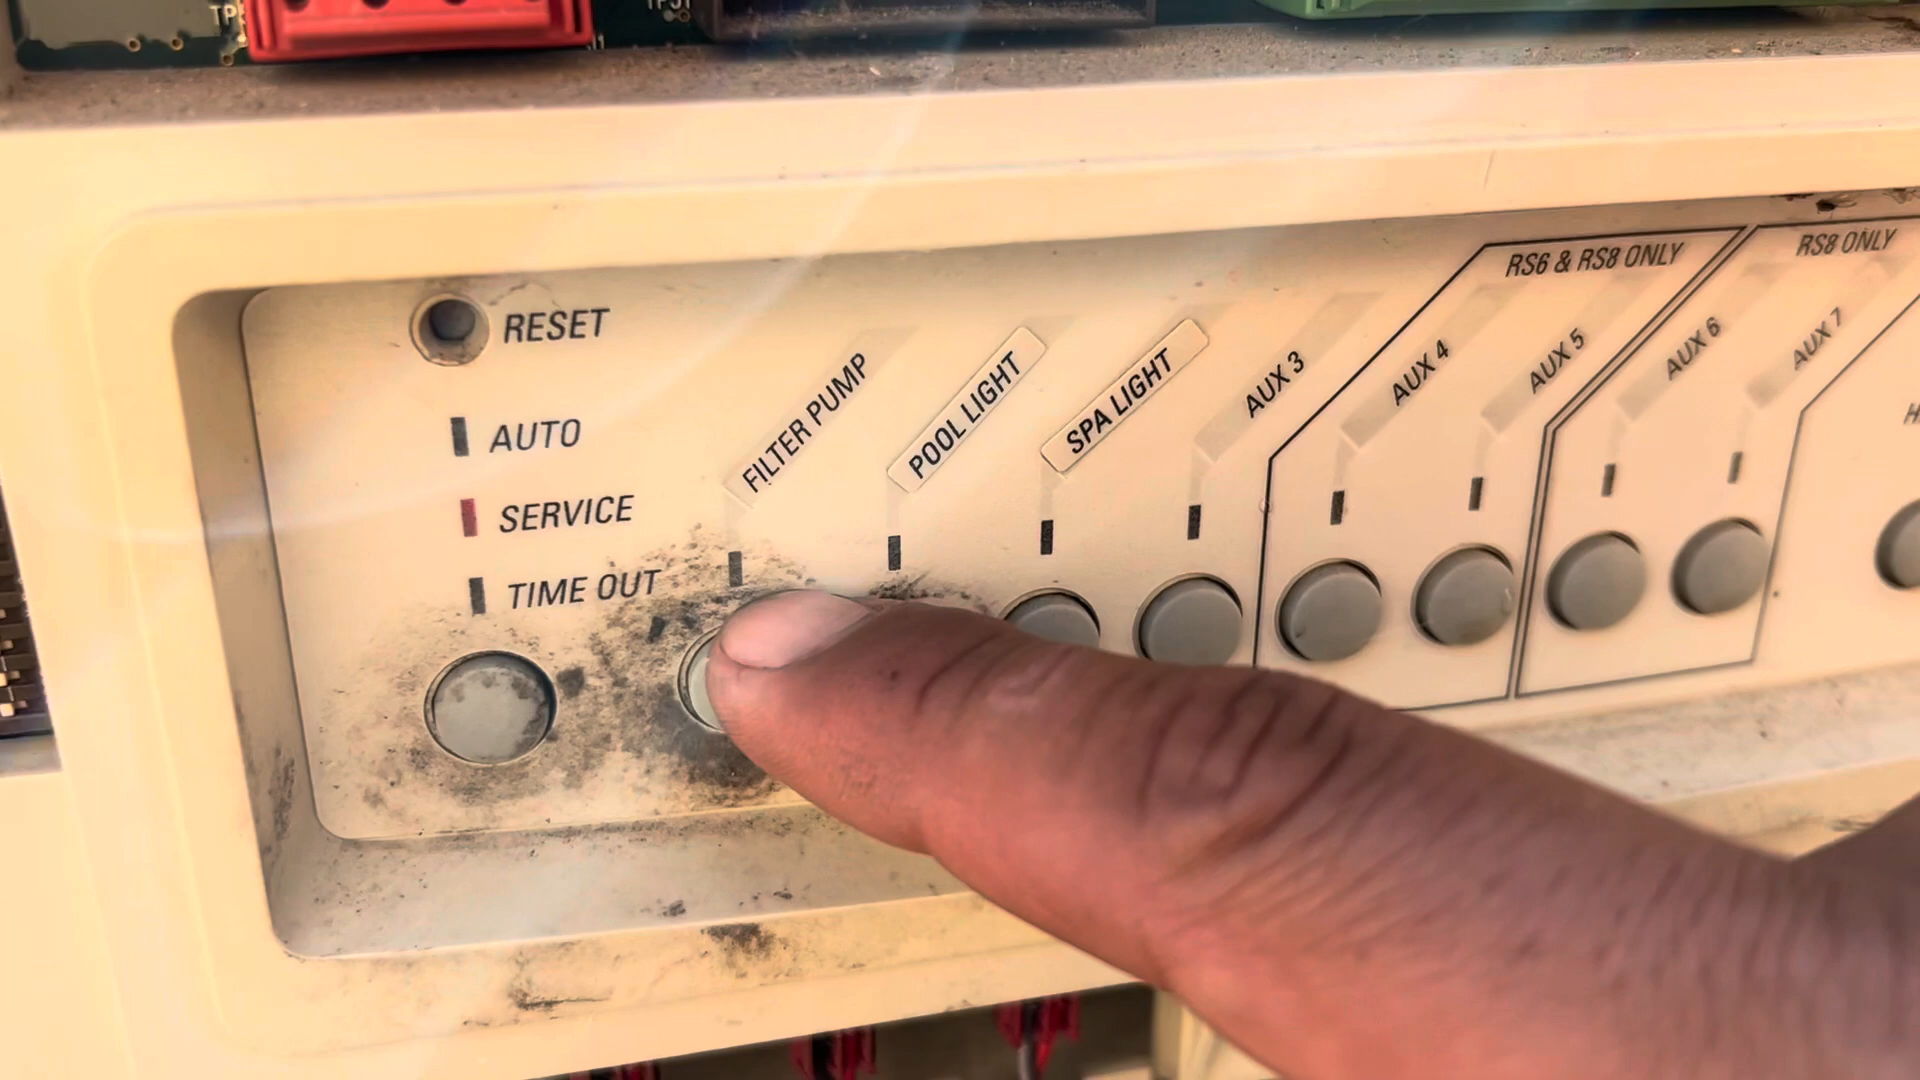 RESET
AUTO
SERVICE
TIME OUT
FILTER PUMP
POOL LIGHT
SPA LIGHT
AUX 3
RS6 & RS8 ONLY
AUX 4
AUX 5
RS8 ONLY
AUX 6
AUX 7